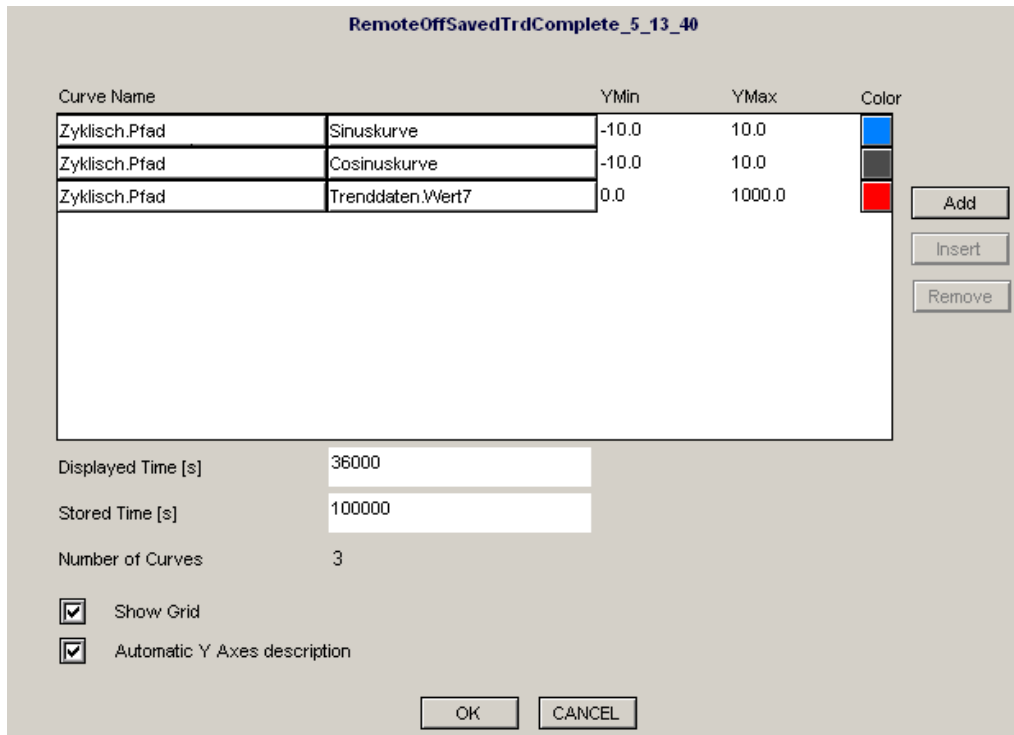 RemoteOffSavedTrdComplete_5_13_40
Curve Name YMin YMax Color
Zyklisch.Pfad Sinuskurve -10.0 10.0
Zyklisch.Pfad Cosinuskurve -10.0 10.0
Zyklisch.Pfad Trenddaten.Wert7 0.0 1000.0
Add
Insert
Remove
Displayed Time [s] 36000
Stored Time [s] 100000
Number of Curves 3
Show Grid
Automatic Y Axes description
OK CANCEL